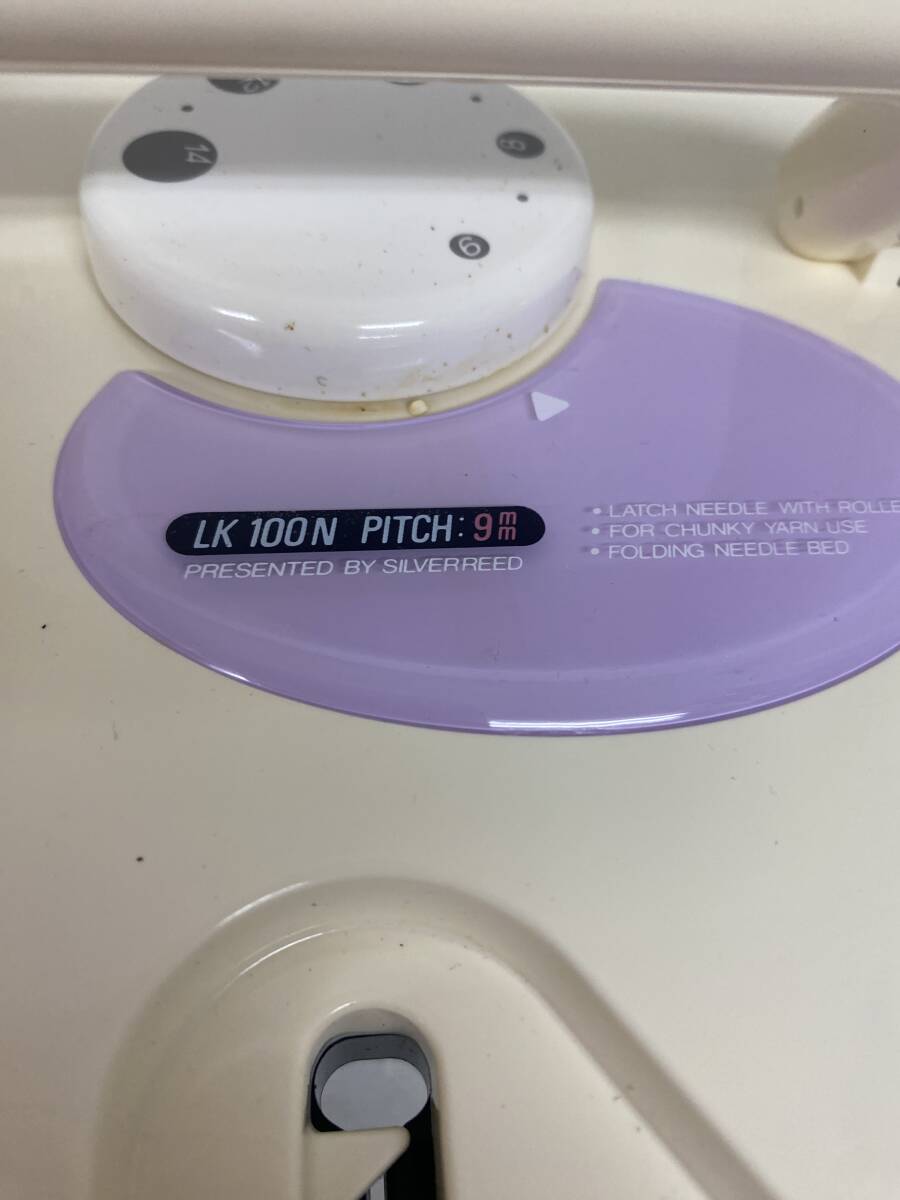 14
8
6
LK 100N PITCH: 9mm
PRESENTED BY SILVERREED
• LATCH NEEDLE WITH ROLLE
• FOR CHUNKY YARN USE
• FOLDING NEEDLE BED